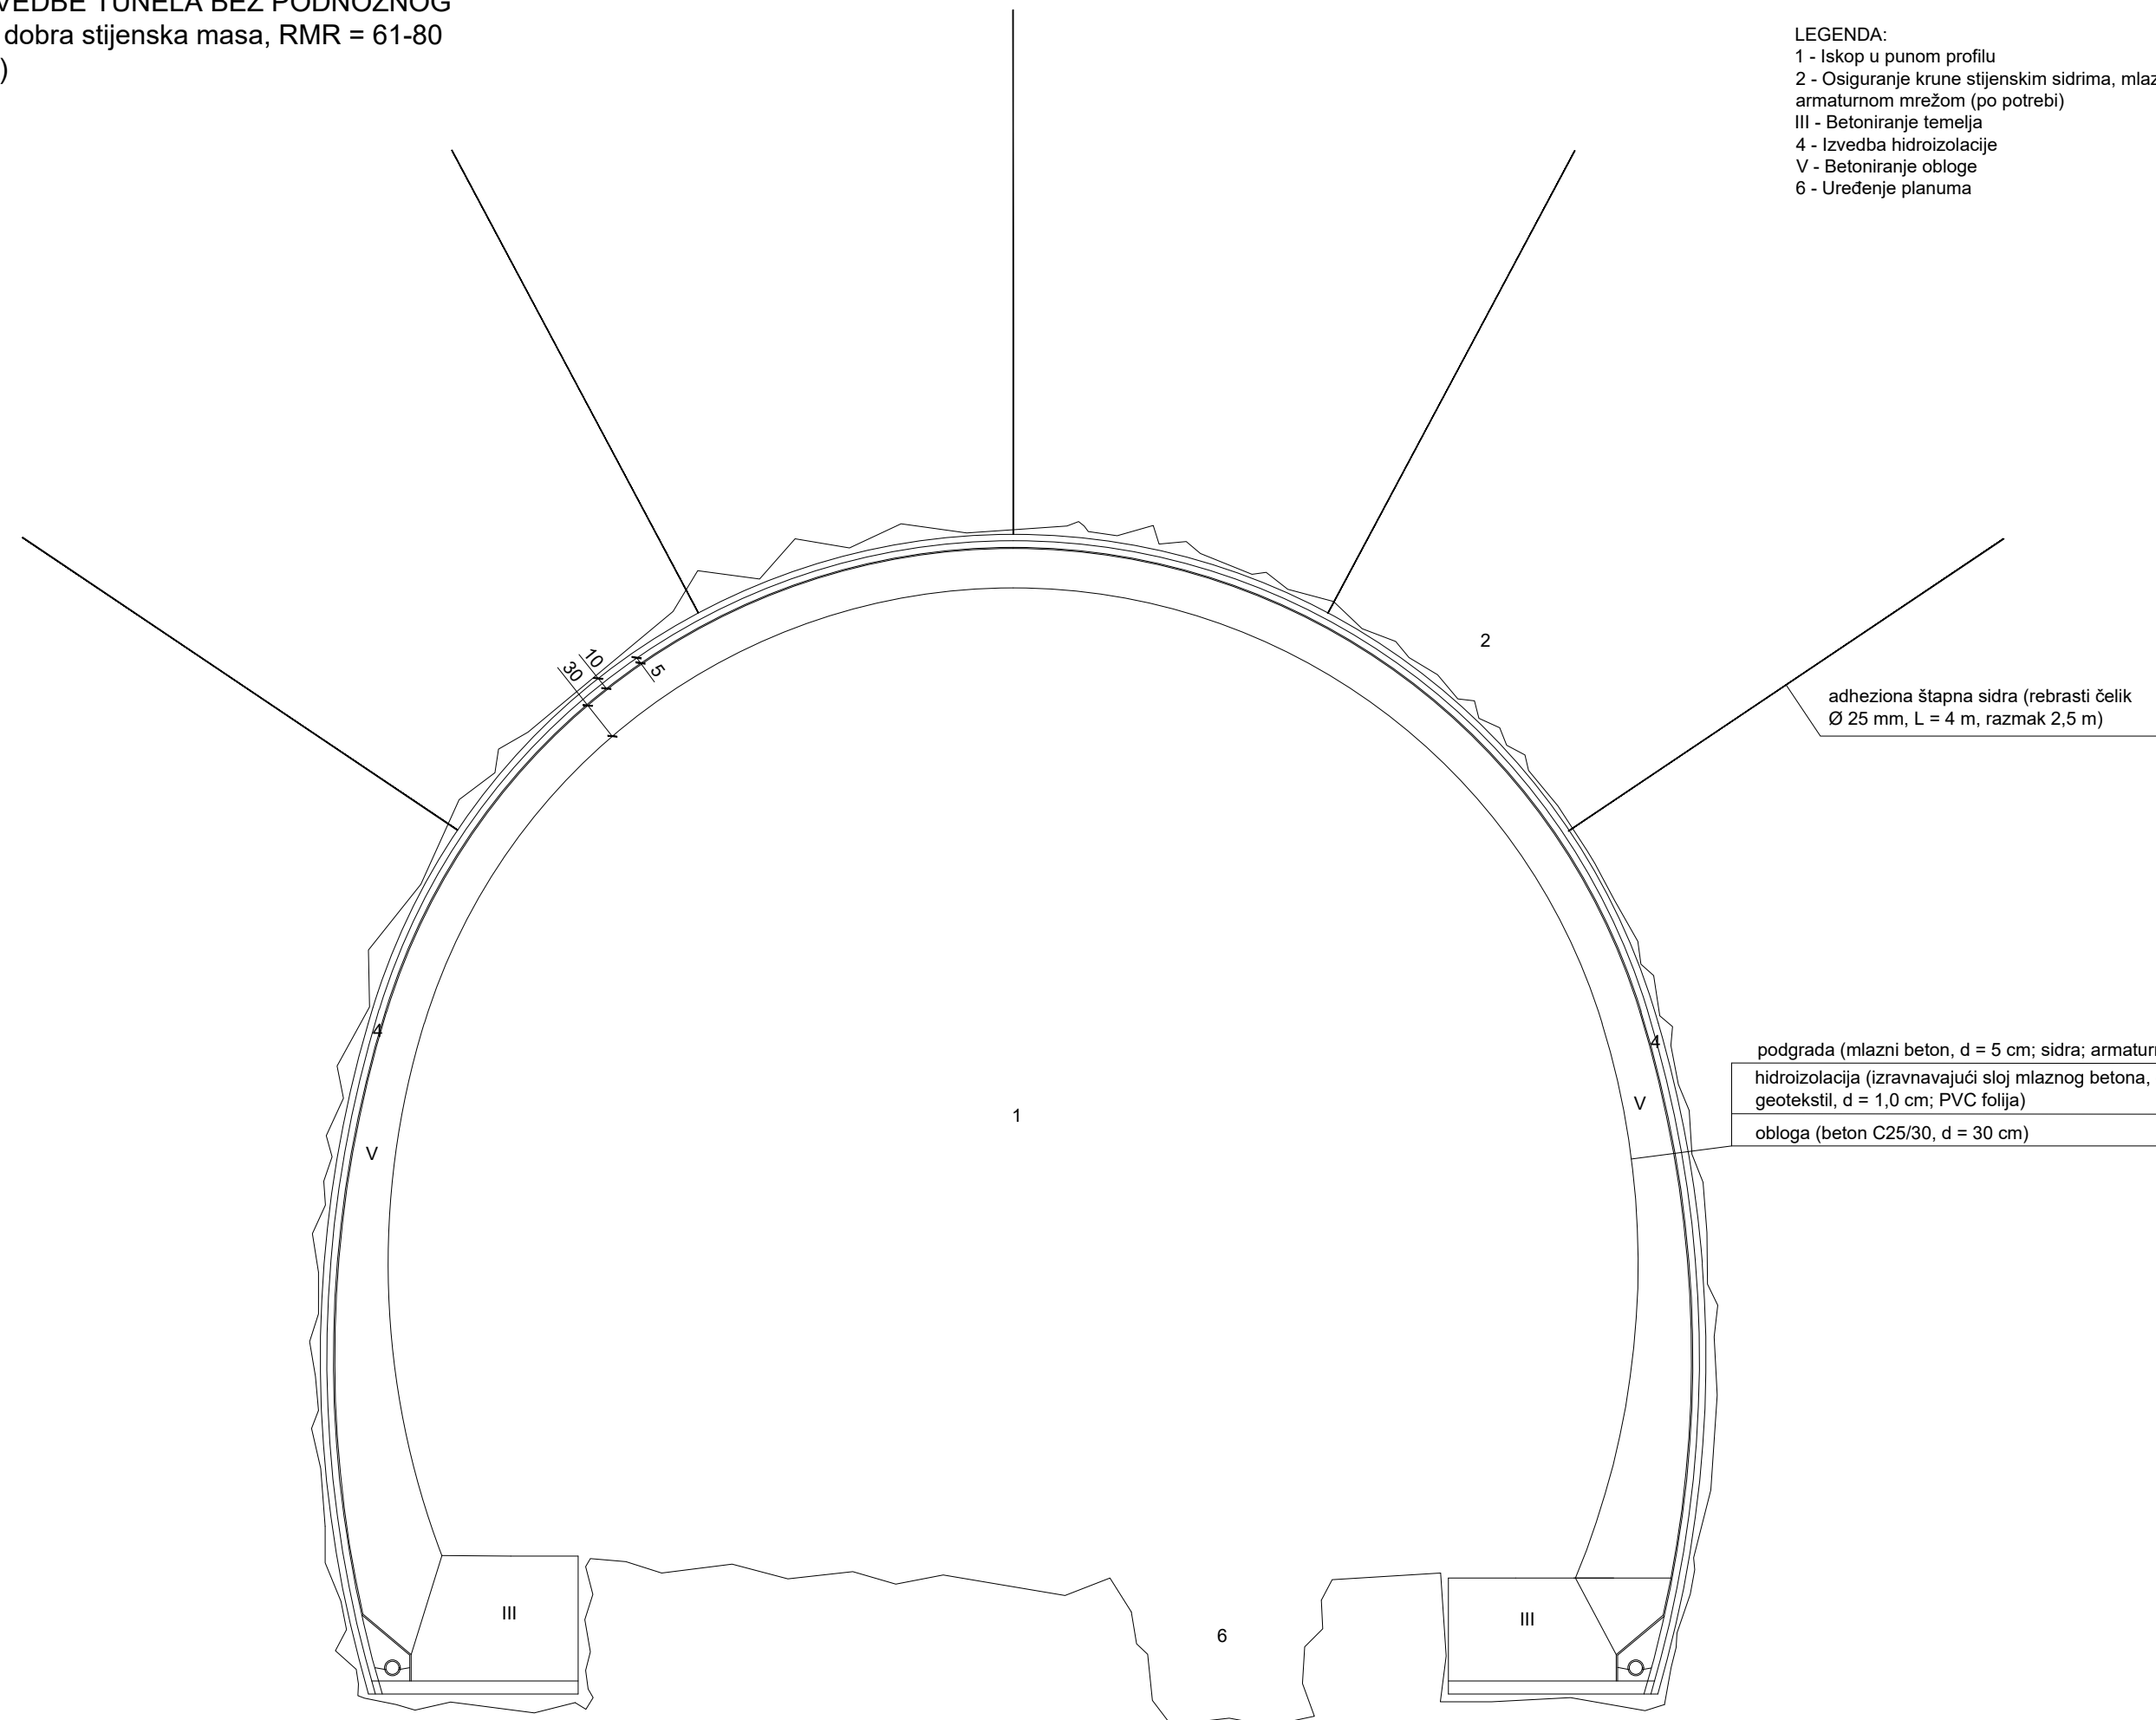 VEDBE TUNELA BEZ PODNOŽNOG
dobra stijenska masa, RMR = 61-80
)
LEGENDA:
1 - Iskop u punom profilu
2 - Osiguranje krune stijenskim sidrima, mlaz
armaturnom mrežom (po potrebi)
III - Betoniranje temelja
4 - Izvedba hidroizolacije
V - Betoniranje obloge
6 - Uređenje planuma
2
10
30
5
adheziona štapna sidra (rebrasti čelik
Ø 25 mm, L = 4 m, razmak 2,5 m)
4
4
podgrada (mlazni beton, d = 5 cm; sidra; armatur
hidroizolacija (izravnavajući sloj mlaznog betona,
geotekstil, d = 1,0 cm; PVC folija)
obloga (beton C25/30, d = 30 cm)
V
1
V
III
III
6